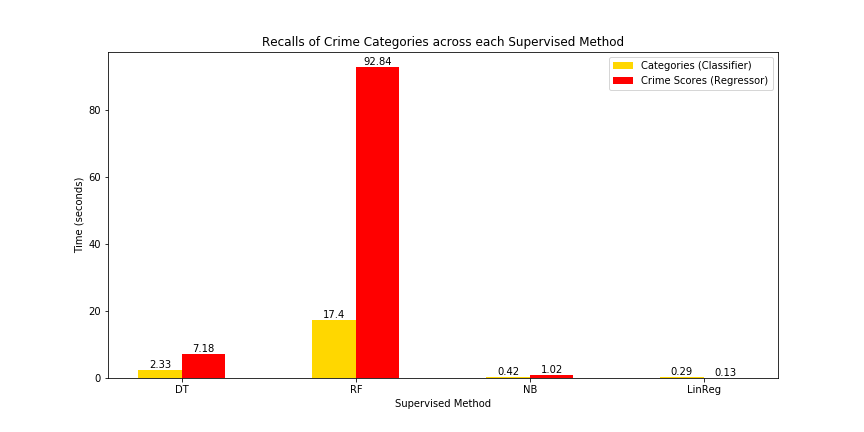 Recalls of Crime Categories across each Supervised Method
Categories (Classifier)
Crime Scores (Regressor)
Time (seconds)
80
60
40
20
0
2.33
7.18
17.4
92.84
0.42
1.02
0.29
0.13
DT
RF
NB
LinReg
Supervised Method